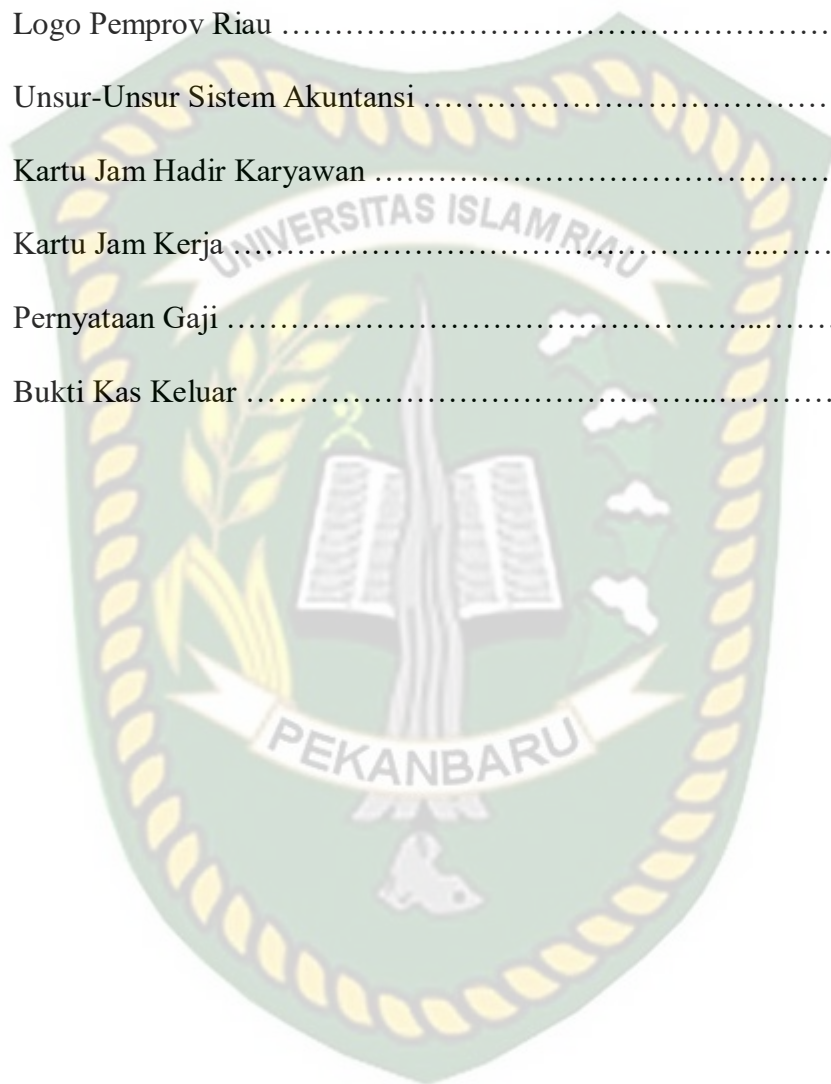 Logo Pemprov Riau ……………..………………………………
Unsur-Unsur Sistem Akuntansi …………………………………
Kartu Jam Hadir Karyawan ……………………………….……
UNIVERSITAS ISLAM RIAU
Kartu Jam Kerja …………………………………………...……
Pernyataan Gaji …………………………………………...……
Bukti Kas Keluar ……………………………………...…………
PEKANBARU